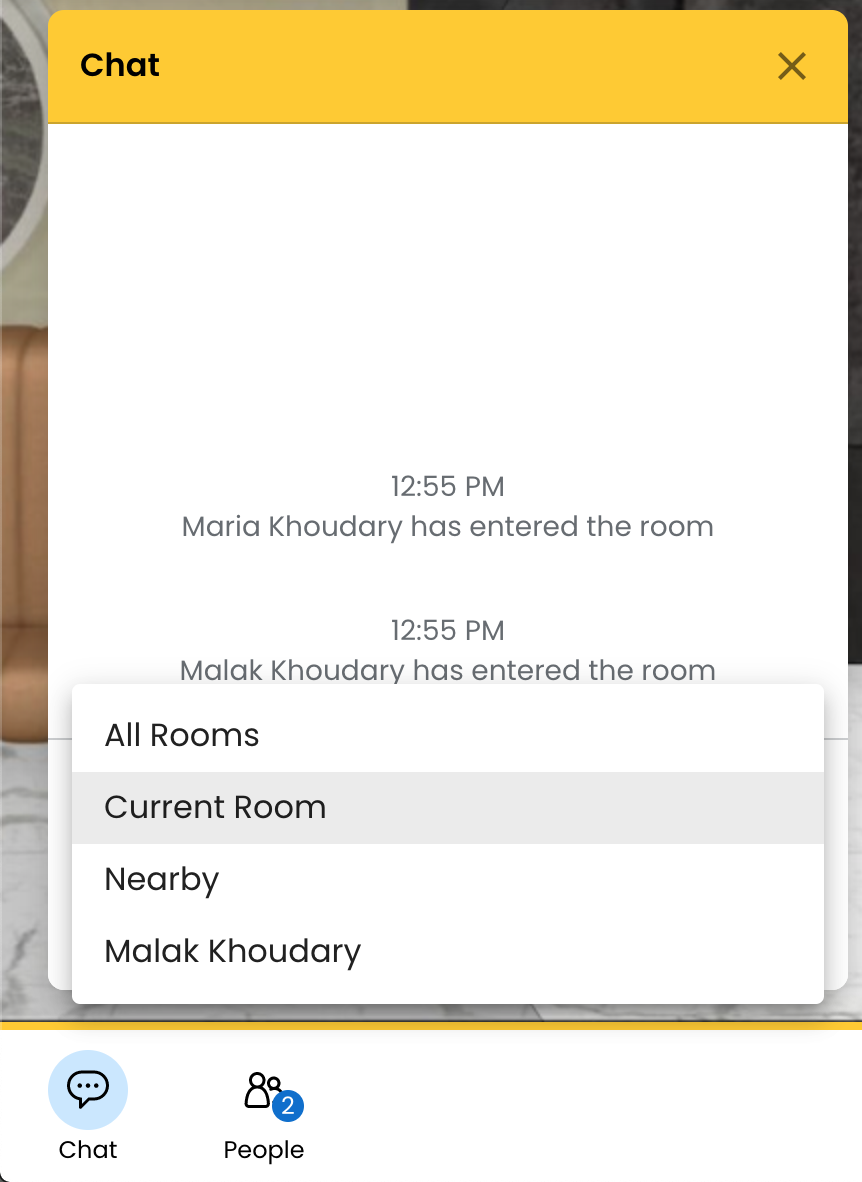 Chat
12:55 PM
Maria Khoudary has entered the room
12:55 PM
Malak Khoudary has entered the room
All Rooms
Current Room
Nearby
Malak Khoudary
2
Chat
People